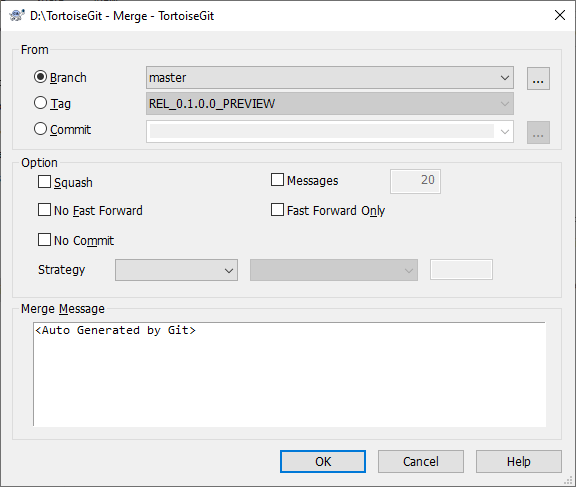 D:\TortoiseGit - Merge - TortoiseGit
From
Branch
master
...
Tag
REL_0.1.0.0_PREVIEW
Commit
...
Option
Squash
Messages
20
No Fast Forward
Fast Forward Only
No Commit
Strategy
Merge Message
<Auto Generated by Git>
OK
Cancel
Help